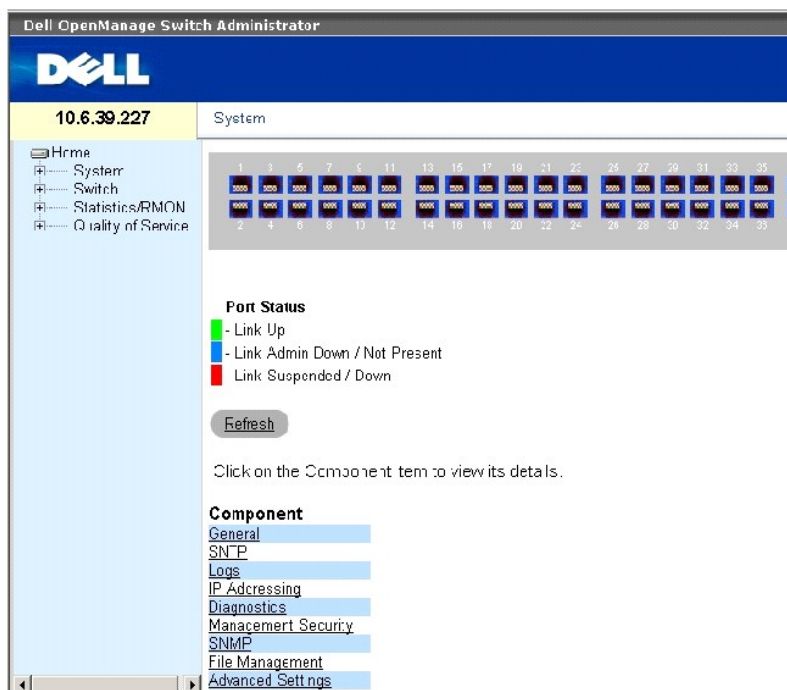 Dell OpenManage Switch Administrator
DELL
10.6.39.227
System
Home
System
Switch
Statistics/RMON
Quality of Service
1 3 5 7 9 11 13 15 17 19 21 23 25 27 29 31 33 35
2 4 6 8 10 12 14 16 18 20 22 24 26 28 30 32 34 36
Port Status
- Link Up
- Link Admin Down / Not Present
Link Suspended / Down
Refresh
Click on the Component item to view its details.
Component
General
SNTP
Logs
IP Addressing
Diagnostics
Management Security
SNMP
File Management
Advanced Settings